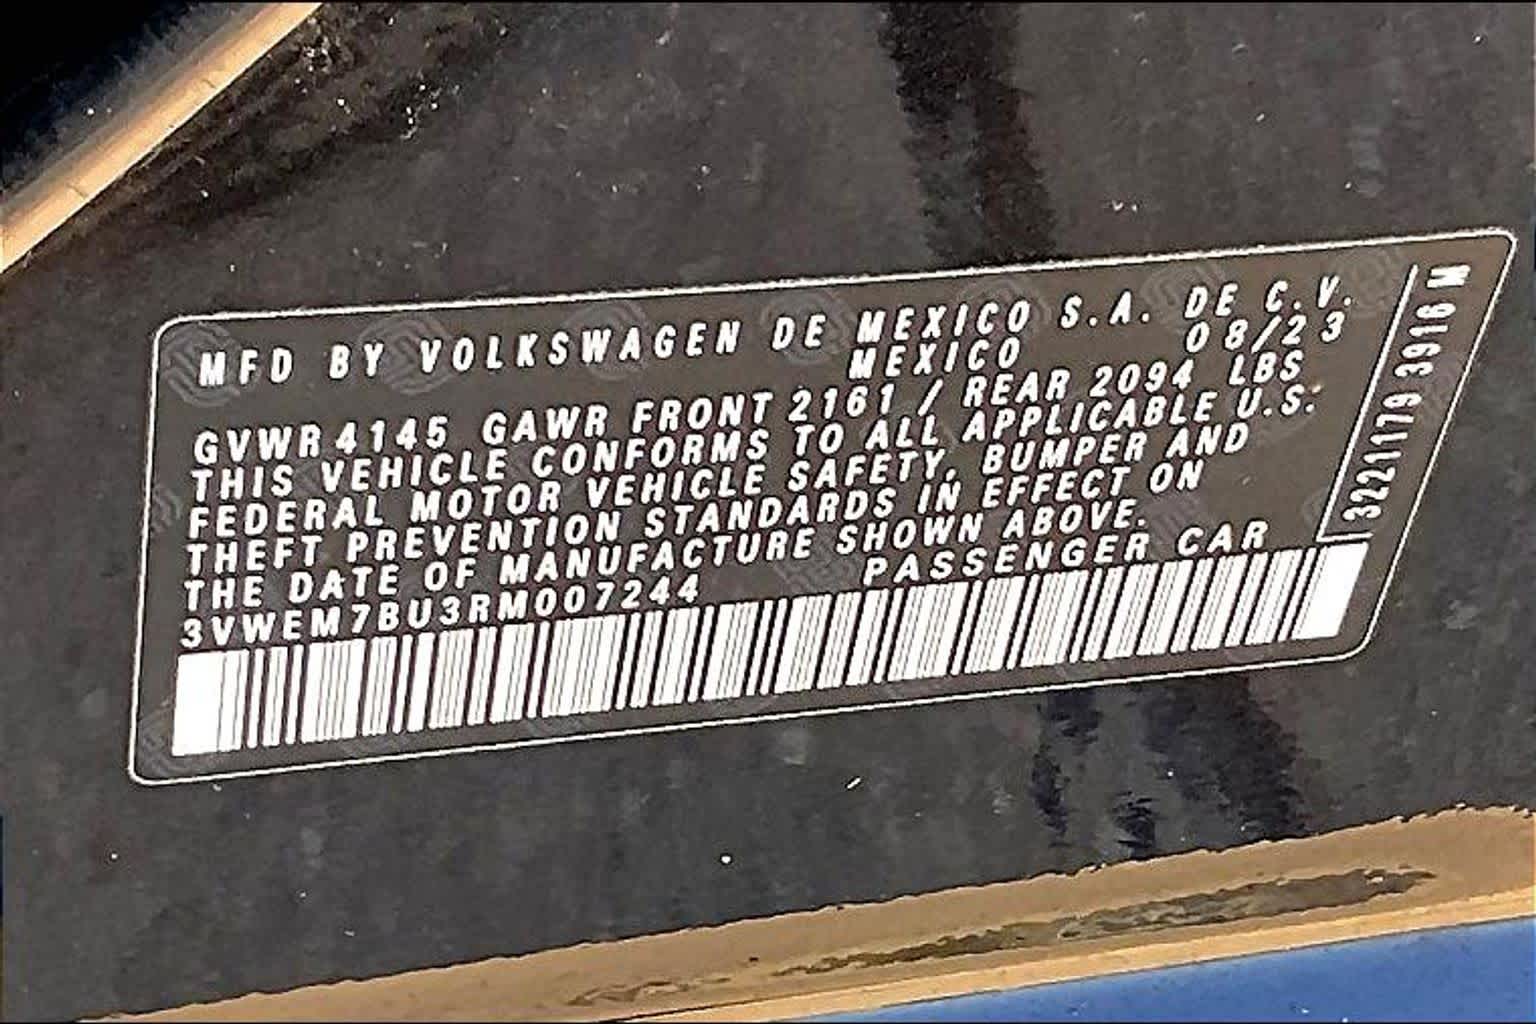 MFD BY VOLKSWAGEN DE MEXICO S.A. DE C.V.
MEXICO 08/23
GVWR 4145 GAWR FRONT 2161 / REAR 2094 LBS
THIS VEHICLE CONFORMS TO ALL APPLICABLE U.S.
FEDERAL MOTOR VEHICLE SAFETY, BUMPER AND
THEFT PREVENTION STANDARDS IN EFFECT ON
THE DATE OF MANUFACTURE SHOWN ABOVE.
3VWEM7BU3RM007244 PASSENGER CAR
3221179 3916 M